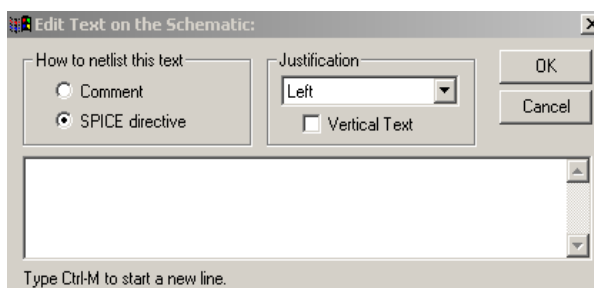 Edit Text on the Schematic:
How to netlist this text
Comment
SPICE directive
Justification
Left
Vertical Text
OK
Cancel
Type Ctrl-M to start a new line.